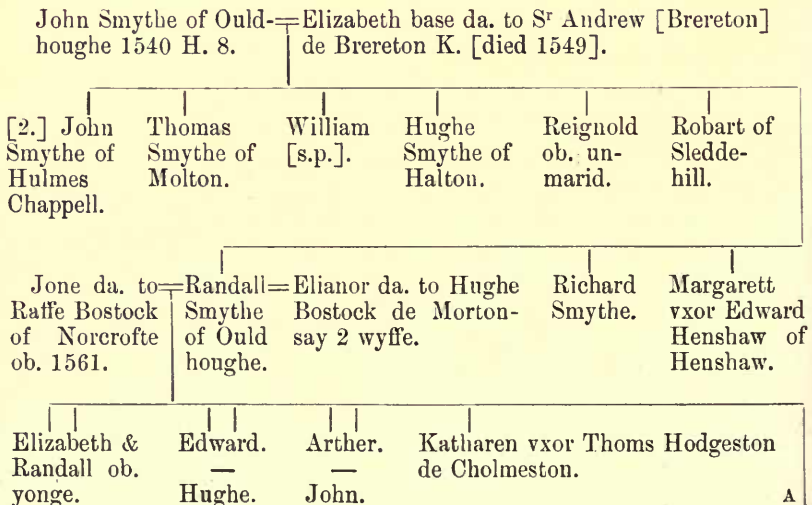 John Smythe of Ould-=Elizabeth base da. to Sʳ Andrew [Brereton]
houghe 1540 H. 8. de Brereton K. [died 1549].
[2.] John Smythe of Hulmes Chappell.
Thomas Smythe of Molton.
William [s.p.].
Hughe Smythe of Halton.
Reignold ob. un-marid.
Robart of Sledde-hill.
Jone da. to Raffe Bostock of Norcrofte ob. 1561.
=Randall= Smythe of Ould houghe.
Elianor da. to Hughe Bostock de Morton-say 2 wyffe.
Richard Smythe.
Margarett vxor Edward Henshaw of Henshaw.
Elizabeth & Randall ob. yonge.
Edward.
—
Hughe.
Arther.
—
John.
Katharen vxor Thoms Hodgeston de Cholmeston.
A